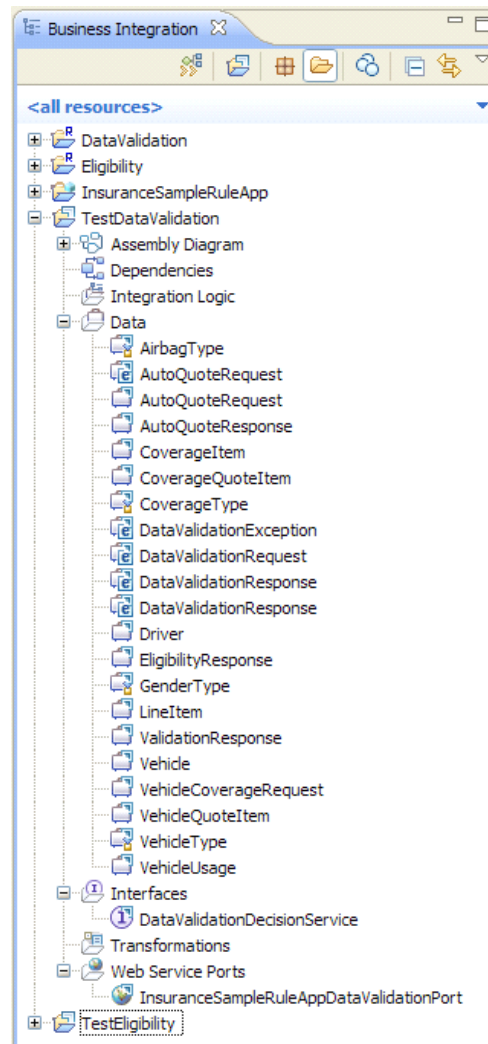 Business Integration
<all resources>
DataValidation
Eligibility
InsuranceSampleRuleApp
TestDataValidation
Assembly Diagram
Dependencies
Integration Logic
Data
AirbagType
AutoQuoteRequest
AutoQuoteRequest
AutoQuoteResponse
CoverageItem
CoverageQuoteItem
CoverageType
DataValidationException
DataValidationRequest
DataValidationResponse
DataValidationResponse
Driver
EligibilityResponse
GenderType
LineItem
ValidationResponse
Vehicle
VehicleCoverageRequest
VehicleQuoteItem
VehicleType
VehicleUsage
Interfaces
DataValidationDecisionService
Transformations
Web Service Ports
InsuranceSampleRuleAppDataValidationPort
TestEligibility